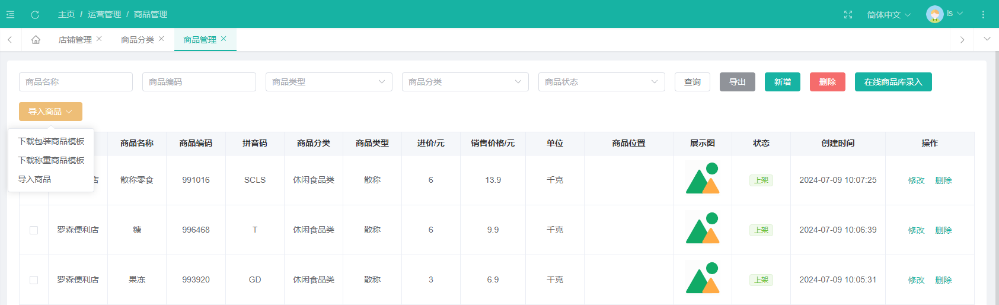 主页 / 运营管理 / 商品管理
简体中文
ls
店铺管理
商品分类
商品管理
商品名称
商品编码
商品类型
商品分类
商品状态
查询
导出
新增
删除
在线商品库录入
导入商品
下载包装商品模板
下载称重商品模板
导入商品
商品名称 商品编码 拼音码 商品分类 商品类型 进价/元 销售价格/元 单位 商品位置 展示图 状态 创建时间 操作
店 散称零食 991016 SCLS 休闲食品类 散称 6 13.9 千克 上架 2024-07-09 10:07:25 修改 删除
罗森便利店 糖 996468 T 休闲食品类 散称 6 9.9 千克 上架 2024-07-09 10:06:39 修改 删除
罗森便利店 果冻 993920 GD 休闲食品类 散称 3 6.9 千克 上架 2024-07-09 10:05:31 修改 删除